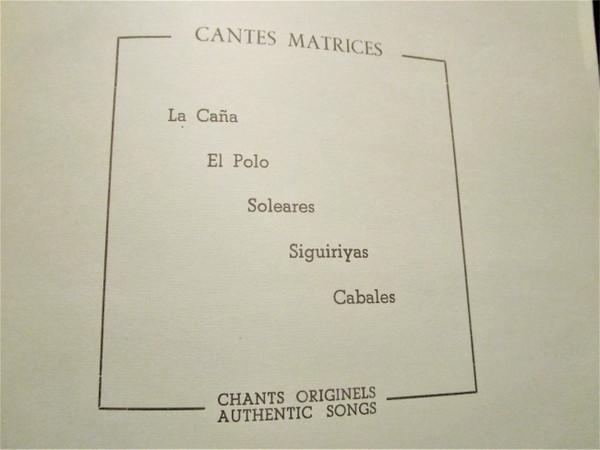 CANTES MATRICES
La Caña
El Polo
Soleares
Siguiriyas
Cabales
CHANTS ORIGINELS
AUTHENTIC SONGS